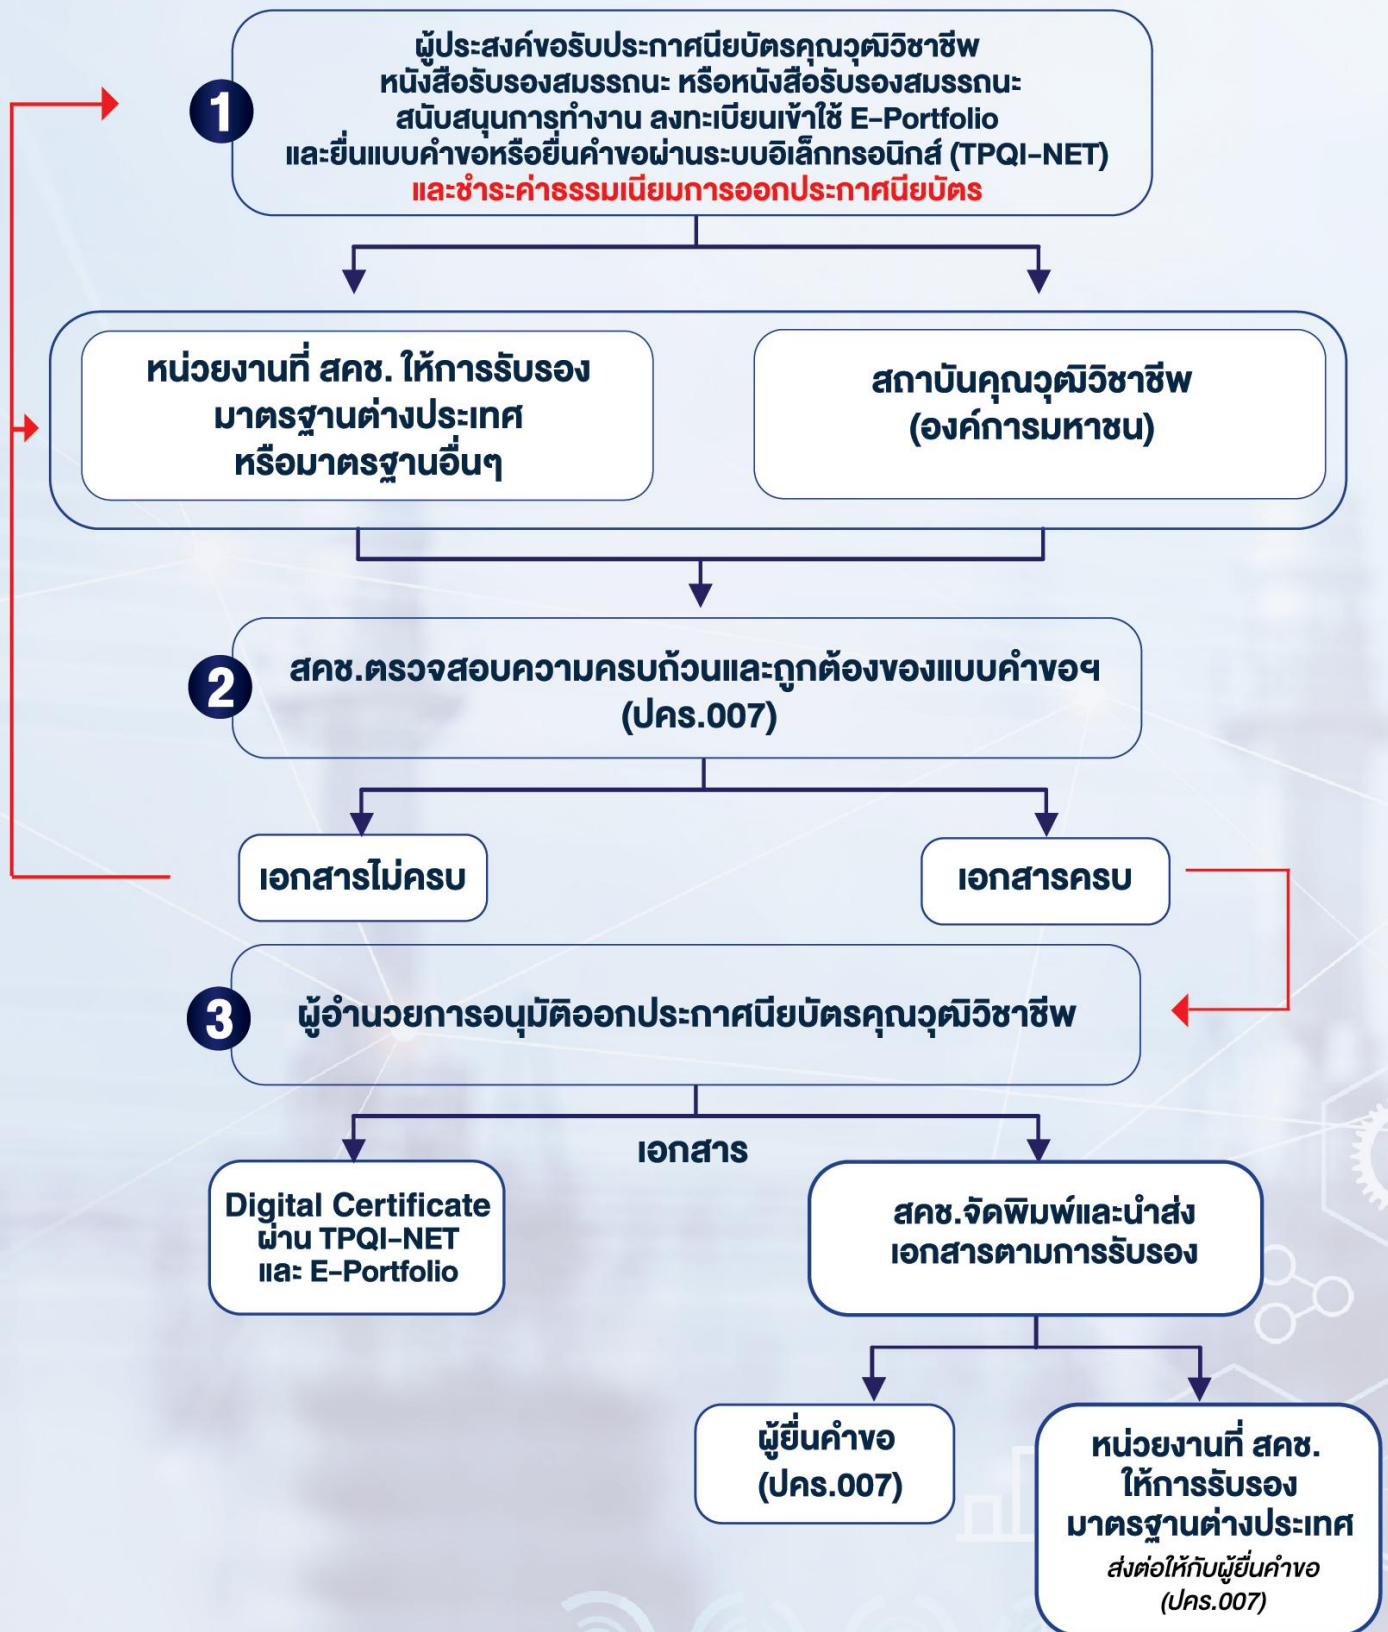 1
ผู้ประสงค์ขอรับประกาศนียบัตรคุณวุฒิวิชาชีพ
หนังสือรับรองสมรรถนะ หรือหนังสือรับรองสมรรถนะ
สนับสนุนการทำงาน ลงทะเบียนเข้าใช้ E-Portfolio
และยื่นแบบคำขอหรือยื่นคำขอผ่านระบบอิเล็กทรอนิกส์ (TPQI-NET)
และชำระค่าธรรมเนียมการออกประกาศนียบัตร
หน่วยงานที่ สคช. ให้การรับรอง
มาตรฐานต่างประเทศ
หรือมาตรฐานอื่นๆ
สถาบันคุณวุฒิวิชาชีพ
(องค์การมหาชน)
2
สคช.ตรวจสอบความครบถ้วนและถูกต้องของแบบคำขอฯ
(ปคร.007)
เอกสารไม่ครบ
เอกสารครบ
3
ผู้อำนวยการอนุมัติออกประกาศนียบัตรคุณวุฒิวิชาชีพ
เอกสาร
Digital Certificate
ผ่าน TPQI-NET
และ E-Portfolio
สคช.จัดพิมพ์และนำส่ง
เอกสารตามการรับรอง
ผู้ยื่นคำขอ
(ปคร.007)
หน่วยงานที่ สคช.
ให้การรับรอง
มาตรฐานต่างประเทศ
ส่งต่อให้กับผู้ยื่นคำขอ
(ปคร.007)